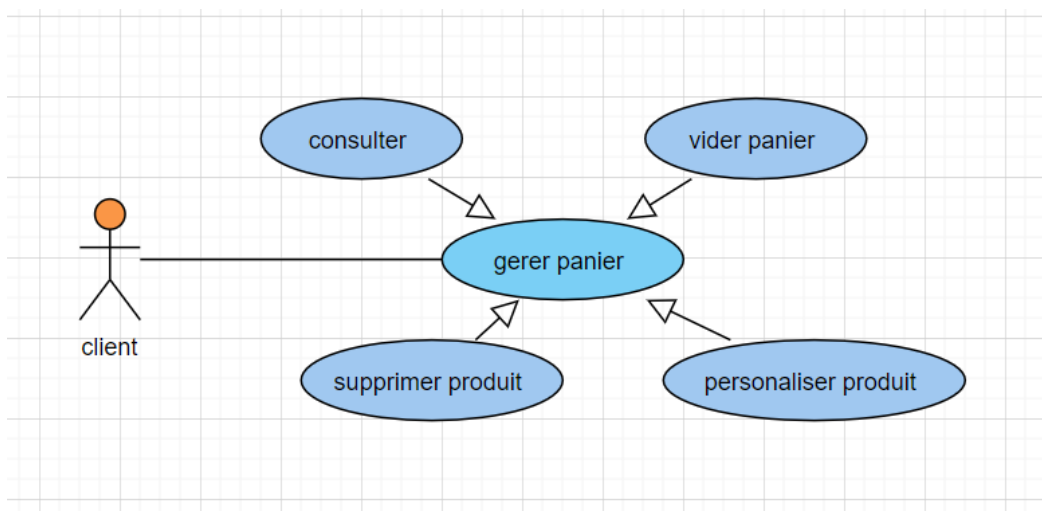 consulter
vider panier
gerer panier
client
supprimer produit
personaliser produit